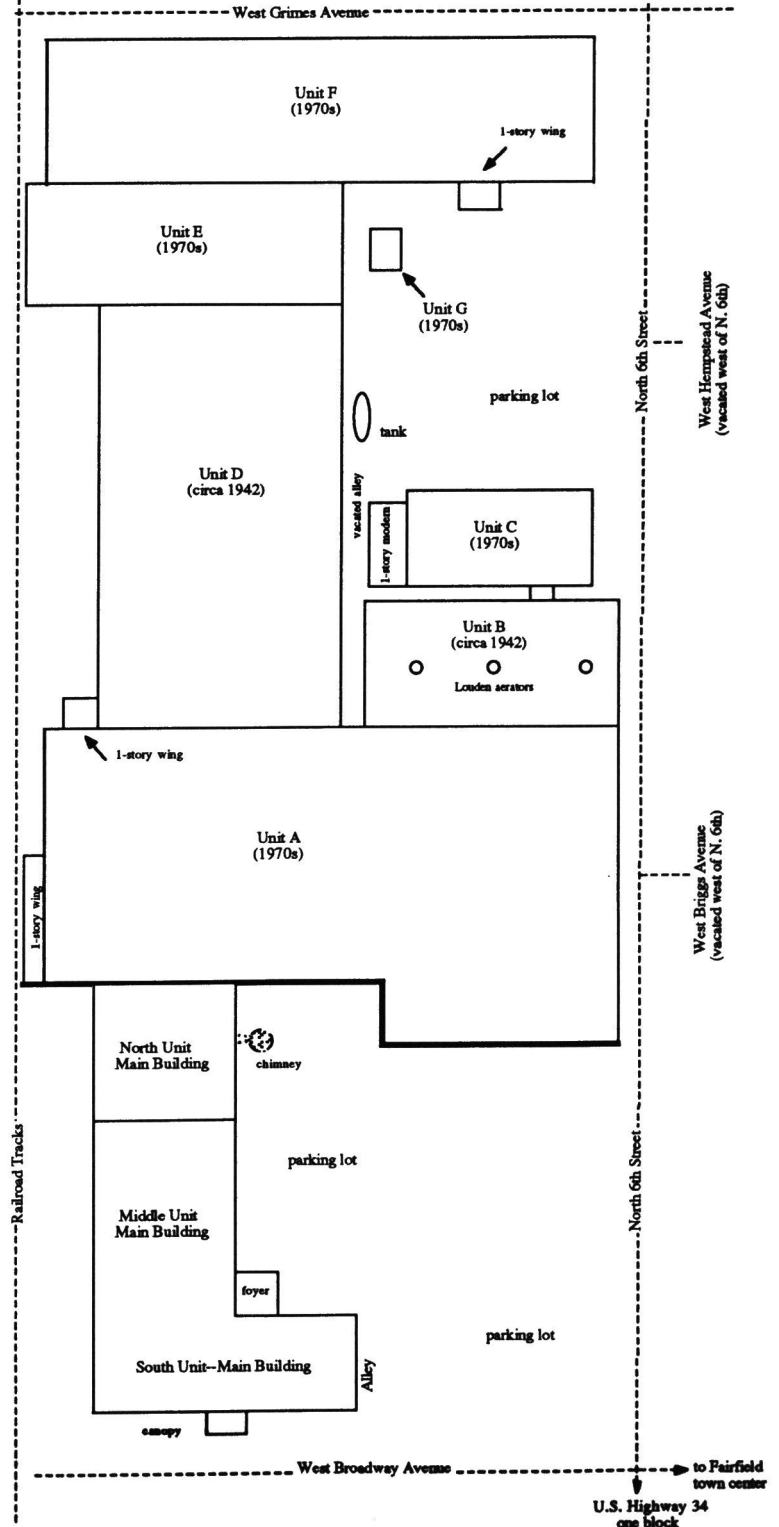 West Grimes Avenue
Unit F
(1970s)
1-story wing
Unit E
(1970s)
Unit G
(1970s)
North 6th Street
West Hempstead Avenue
(vacated west of N. 6th)
parking lot
tank
Unit D
(circa 1942)
vacated alley
1-story modern
Unit C
(1970s)
Unit B
(circa 1942)
Louden aerators
1-story wing
Unit A
(1970s)
West Briggs Avenue
(vacated west of N. 6th)
1-story wing
North Unit
Main Building
chimney
Railroad Tracks
parking lot
North 6th Street
Middle Unit
Main Building
foyer
parking lot
South Unit--Main Building
Alley
canopy
West Broadway Avenue
to Fairfield
town center
U.S. Highway 34
one block